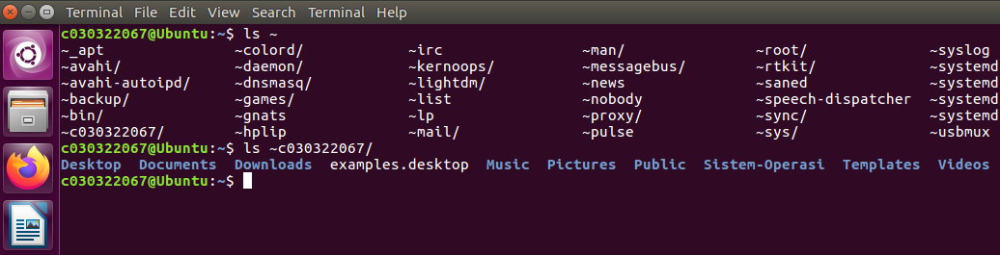 Terminal File Edit View Search Terminal Help
c030322067@Ubuntu:~$ ls ~
~_apt ~colord/ ~irc ~man/ ~root/ ~syslog
~avahi/ ~daemon/ ~kernoops/ ~messagebus/ ~rtkit/ ~systemd
~avahi-autoipd/ ~dnsmasq/ ~lightdm/ ~news ~saned ~systemd
~backup/ ~games/ ~list ~nobody ~speech-dispatcher ~systemd
~bin/ ~gnats ~lp ~proxy/ ~sync/ ~systemd
~c030322067/ ~hplip ~mail/ ~pulse ~sys/ ~usbmux
c030322067@Ubuntu:~$ ls ~c030322067/
Desktop Documents Downloads examples.desktop Music Pictures Public Sistem-Operasi Templates Videos
c030322067@Ubuntu:~$